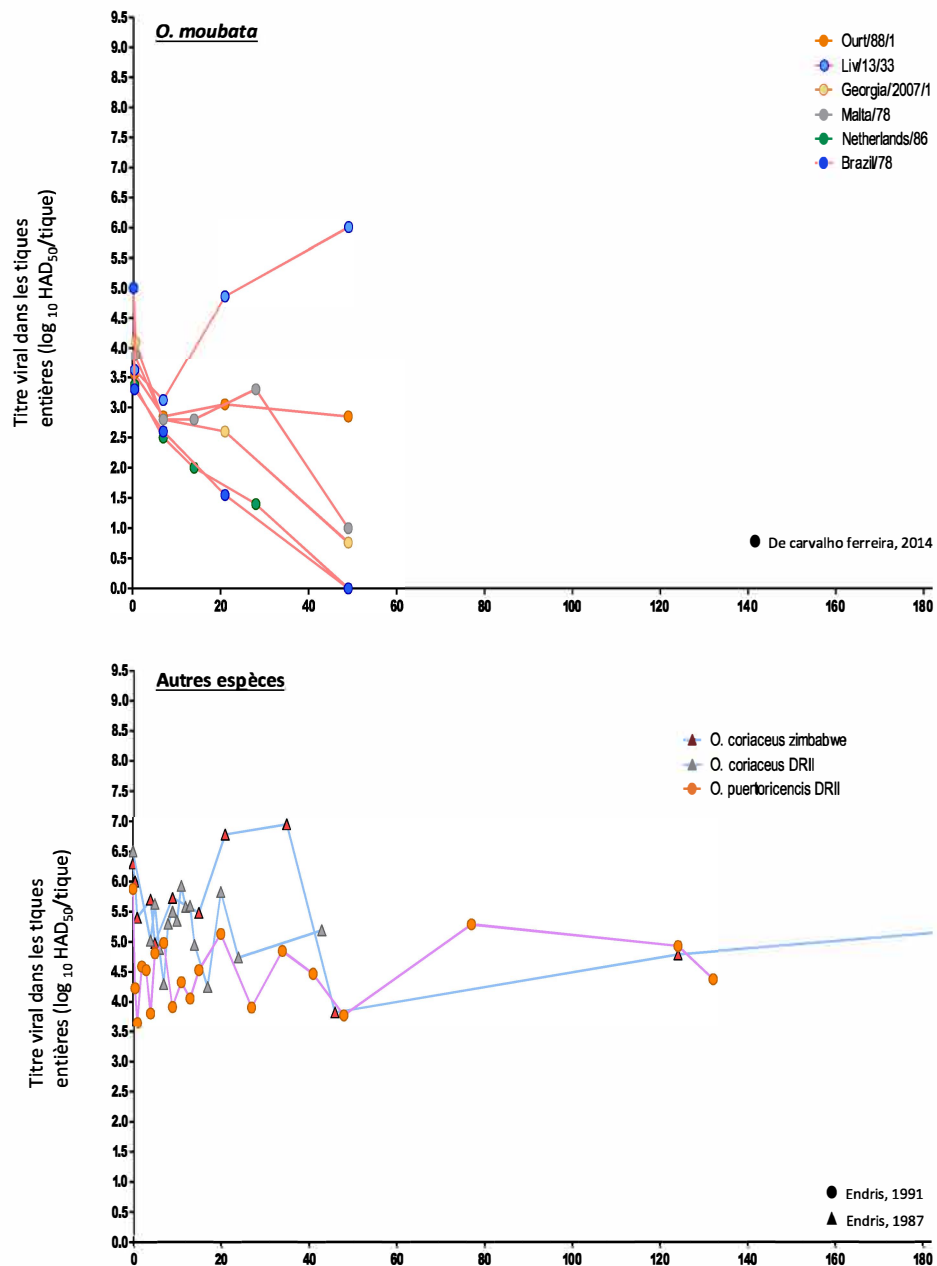 O. moubata
9.5
9.0
8.5
8.0
7.5
7.0
6.5
6.0
5.5
5.0
4.5
4.0
3.5
3.0
2.5
2.0
1.5
1.0
0.5
0.0
Titre viral dans les tiques
entières (log 10 HAD50/tique)
Ourt/88/1
Liv/13/33
Georgia/2007/1
Malta/78
Netherlands/86
Brazil/78
De carvalho ferreira, 2014
0 20 40 60 80 100 120 140 160 180
Autres espèces
9.5
9.0
8.5
8.0
7.5
7.0
6.5
6.0
5.5
5.0
4.5
4.0
3.5
3.0
2.5
2.0
1.5
1.0
0.5
0.0
Titre viral dans les tiques
entières (log 10 HAD50/tique)
O. coriaceus zimbabwe
O. coriaceus DRII
O. puertoricencis DRII
Endris, 1991
Endris, 1987
0 20 40 60 80 100 120 140 160 180